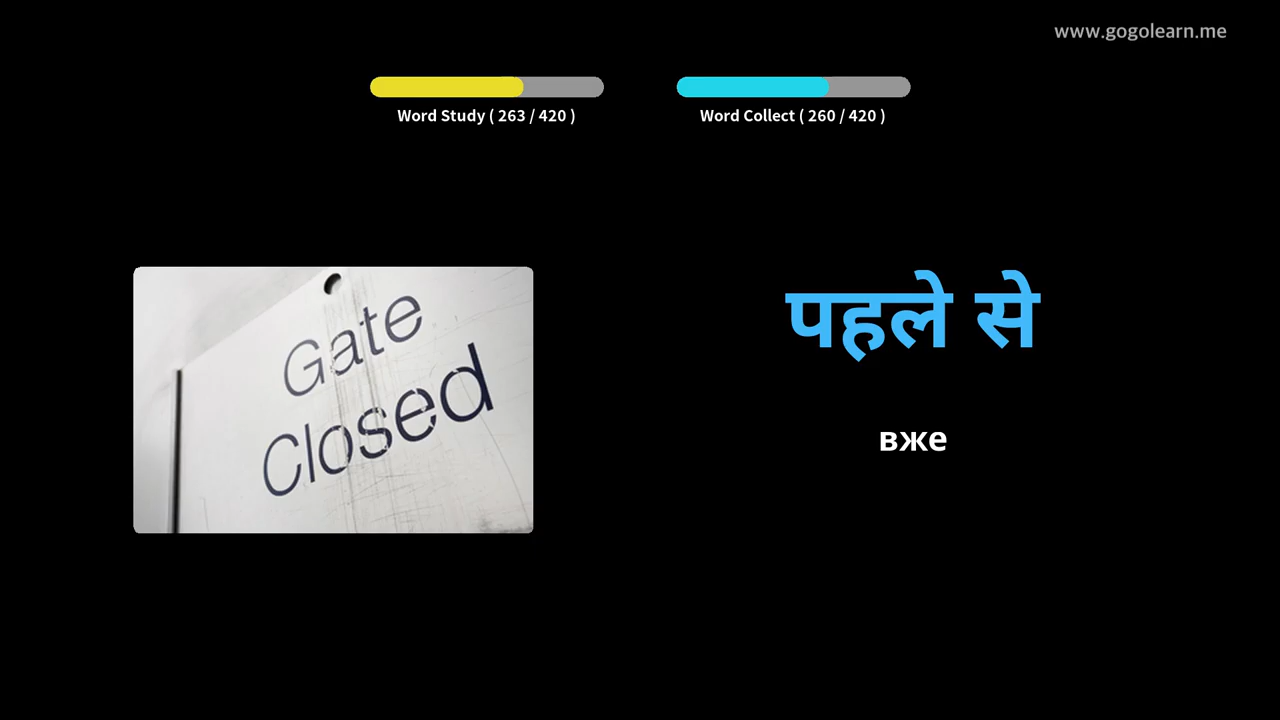 www.gogolearn.me
Word Study ( 263 / 420 )
Word Collect ( 260 / 420 )
Gate
Closed
पहले से
вже